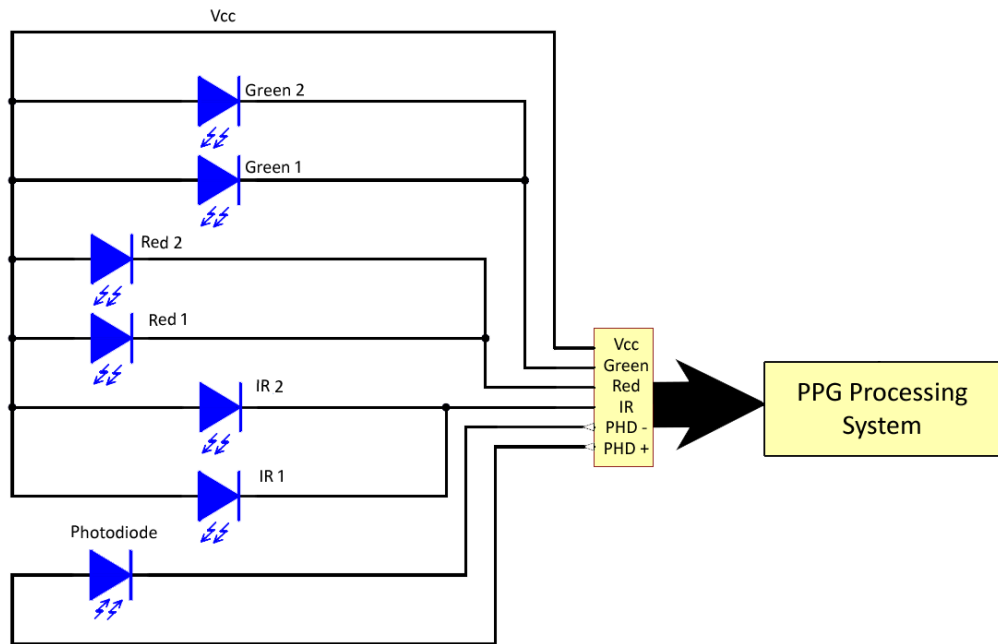 Vcc
Green 2
Green 1
Red 2
Red 1
IR 2
IR 1
Photodiode
Vcc
Green
Red
IR
PHD -
PHD +
PPG Processing
System